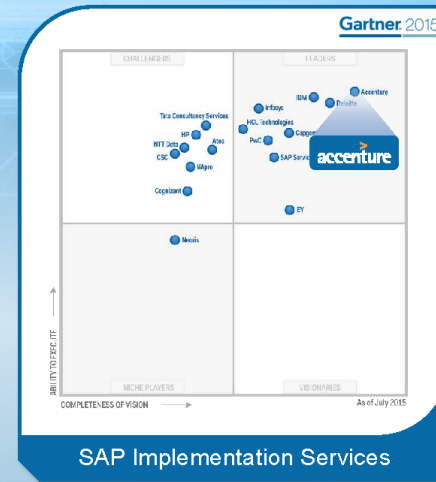 Gartner 2015
CHALLENGERS
LEADERS
Accenture
IBM
Deloitte
Infosys
Tata Consultancy Services
HCL Technologies
HP
Capgem
NTT Data
Atos
PwC
CSC
SAP Servic
accenture
Wipro
Cognizant
EY
Neoris
ABILITY TO EXECUTE
NICHE PLAYERS
VISIONARIES
COMPLETENESS OF VISION
As of July 2015
SAP Implementation Services